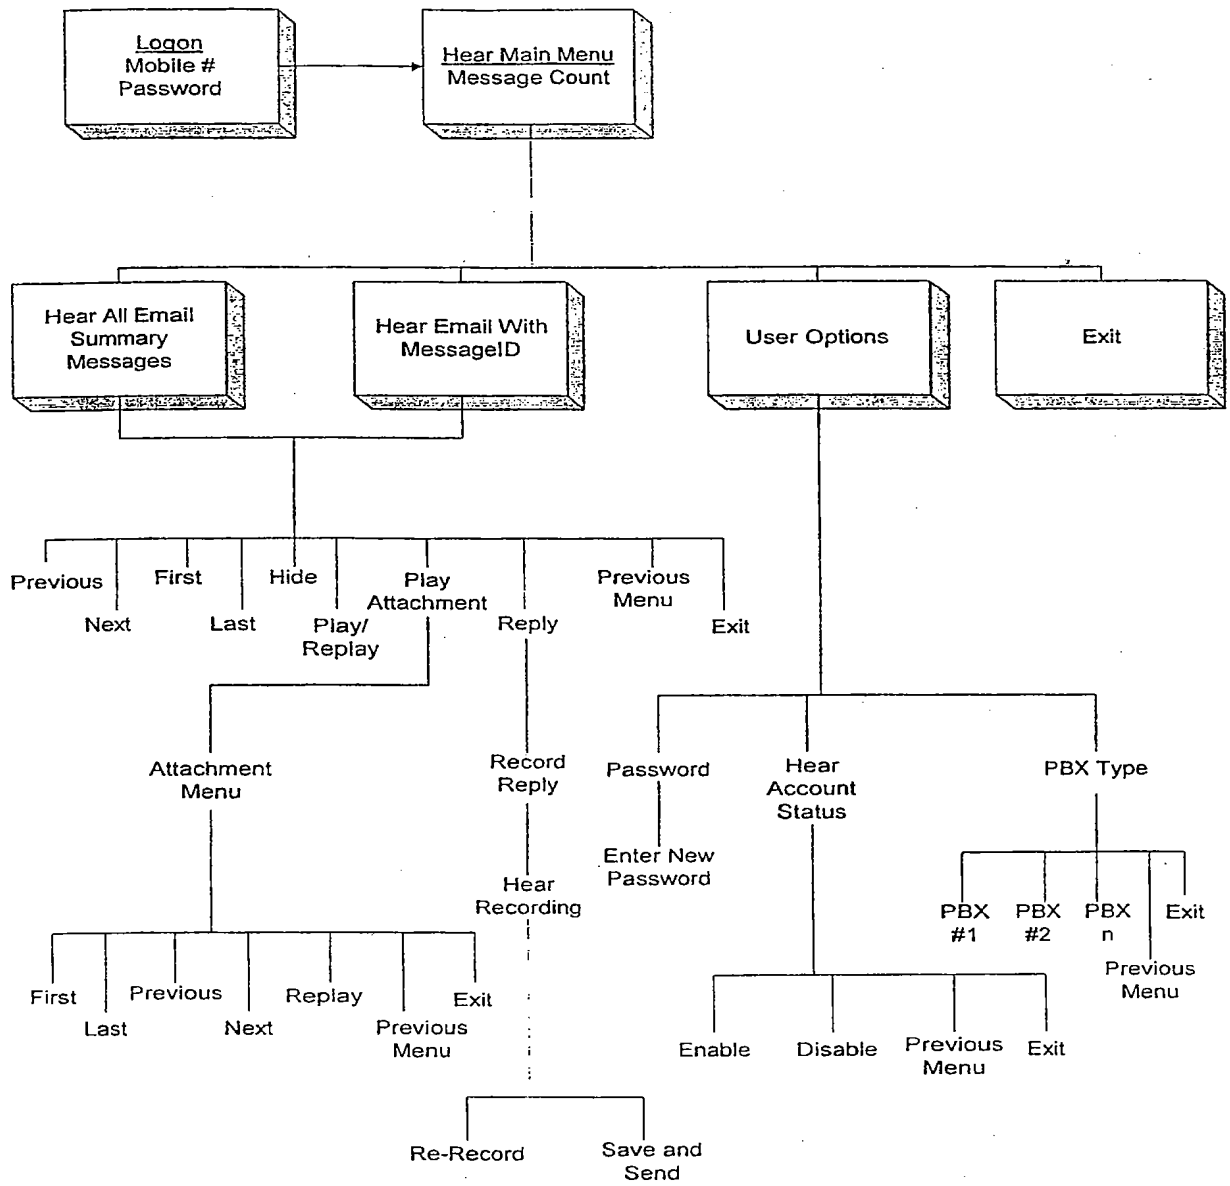 Logon
Mobile #
Password
Hear Main Menu
Message Count
Hear All Email
Summary
Messages
Hear Email With
MessageID
User Options
Exit
Previous
Next
First
Last
Hide
Play/
Replay
Play
Attachment
Reply
Previous
Menu
Exit
Attachment
Menu
Record
Reply
Password
Hear
Account
Status
PBX Type
Enter New
Password
Hear
Recording
PBX
#1
PBX
#2
PBX
n
Previous
Menu
Exit
First
Last
Previous
Next
Replay
Previous
Menu
Exit
Enable
Disable
Previous
Menu
Exit
Re-Record
Save and
Send